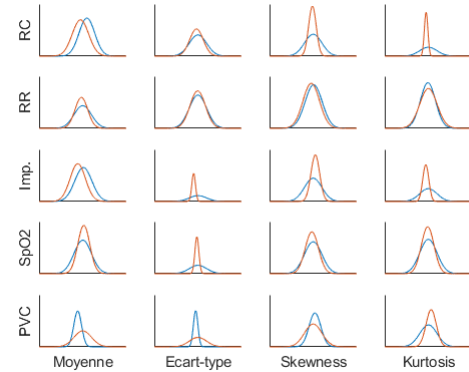 RC
RR
Imp.
SpO2
PVC
Moyenne Ecart-type Skewness Kurtosis